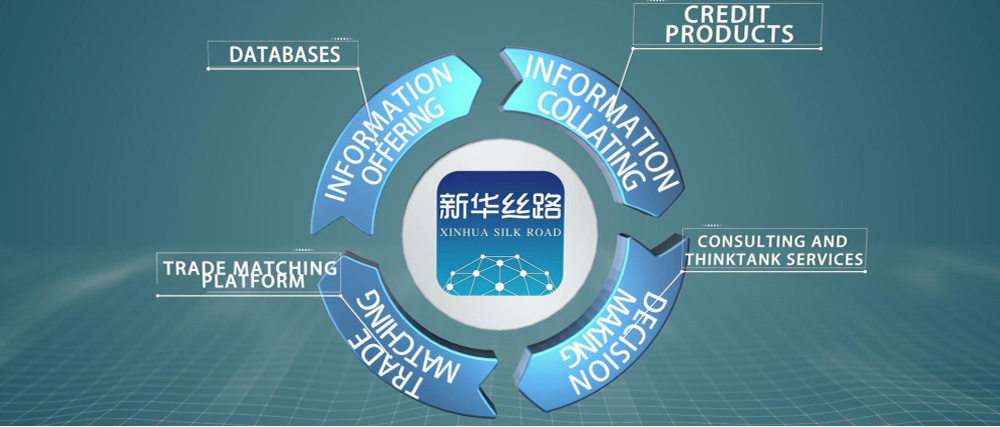 DATABASES
INFORMATION
OFFERING
CREDIT
PRODUCTS
INFORMATION
COLLATING
新华丝路
XINHUA SILK ROAD
TRADE MATCHING
PLATFORM
TRADE
MATCHING
CONSULTING AND
THINKTANK SERVICES
DECISION
MAKING